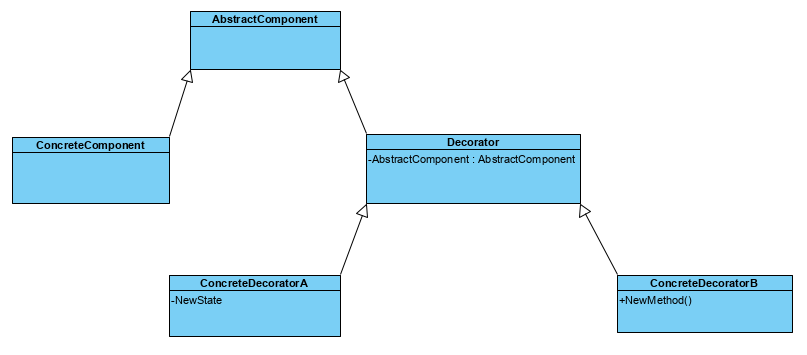 AbstractComponent
ConcreteComponent
Decorator
-AbstractComponent : AbstractComponent
ConcreteDecoratorA
-NewState
ConcreteDecoratorB
+NewMethod()